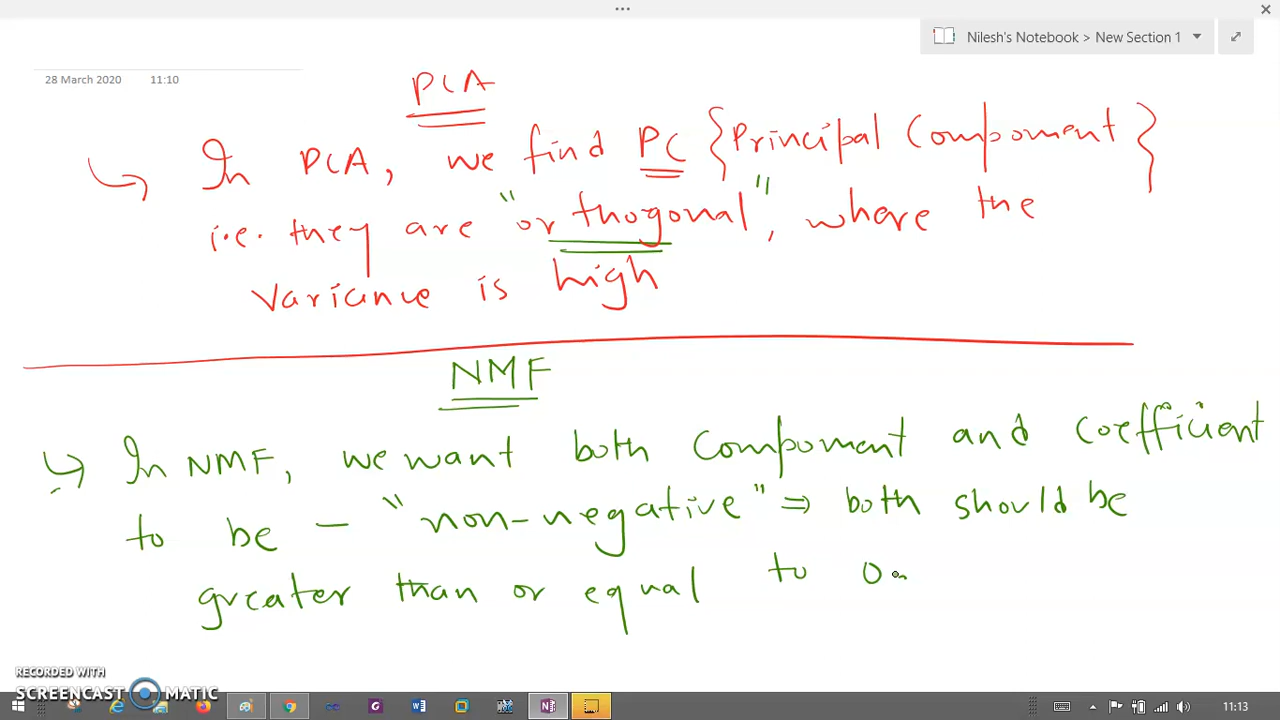 Nilesh's Notebook > New Section 1
28 March 2020 11:10
PCA
In PCA, we find PC {Principal Compoment}
i.e. they are "orthogonal", where the
variance is high
NMF
In NMF, we want both Compoment and coefficient
to be - "non-negative" ⇒ both should be
greater than or equal to 0
RECORDED WITH
SCREENCAST MATIC
11:13